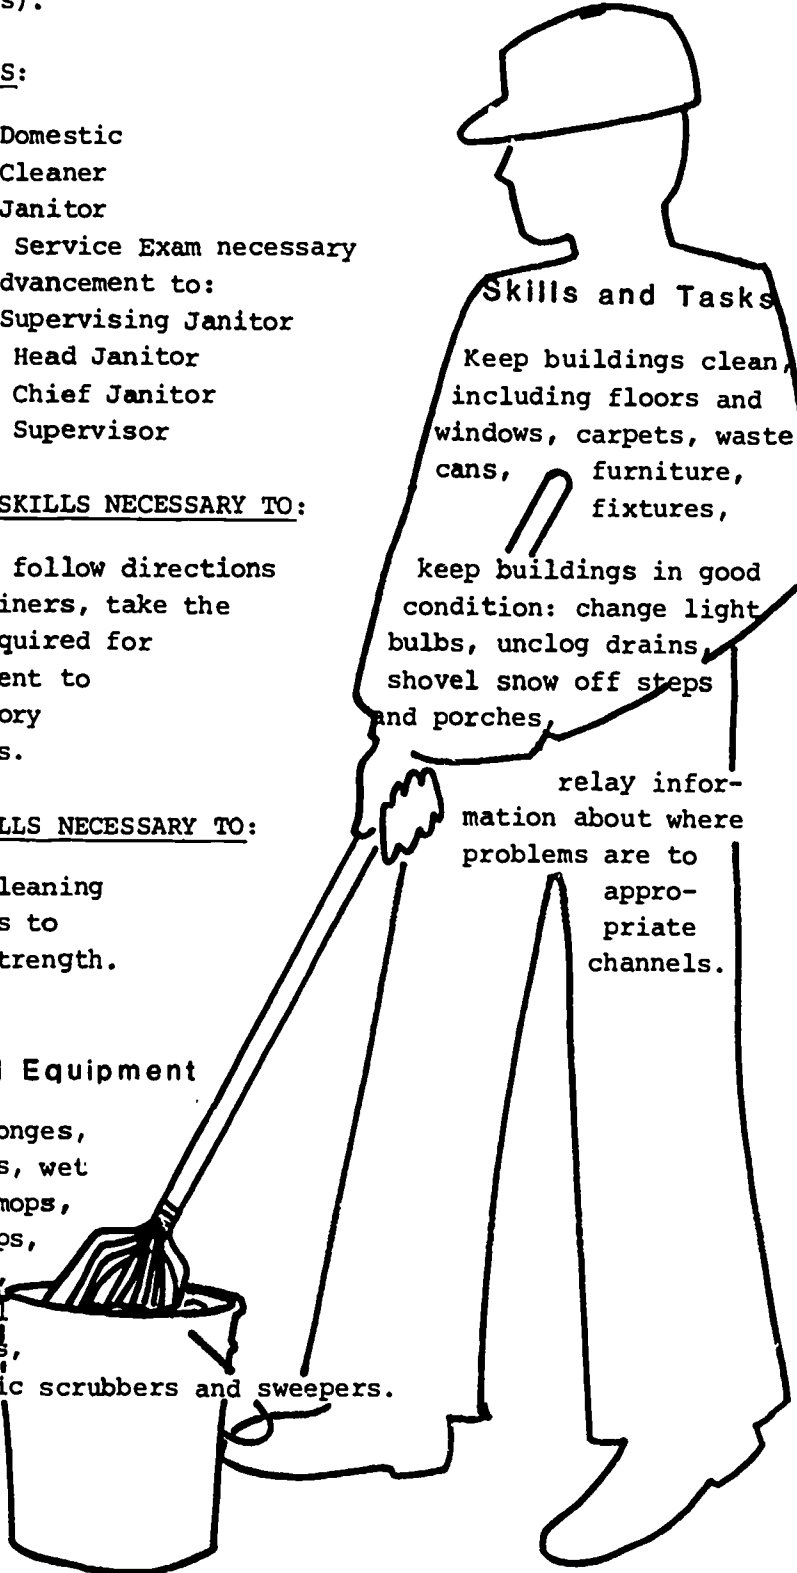 s).
S:
Domestic
Cleaner
Janitor
Service Exam necessary
dvancement to:
Supervising Janitor
Head Janitor
Chief Janitor
Supervisor
SKILLS NECESSARY TO:
follow directions
iners, take the
quired for
ent to
ory
s.
LLS NECESSARY TO:
leaning
s to
trength.
Equipment
onges,
s, wet
mops,
ps,
s,
ic scrubbers and sweepers.
Skills and Tasks
Keep buildings clean,
including floors and
windows, carpets, waste
cans, furniture,
fixtures,
keep buildings in good
condition: change light
bulbs, unclog drains,
shovel snow off steps
and porches,
relay infor-
mation about where
problems are to
appro-
priate
channels.